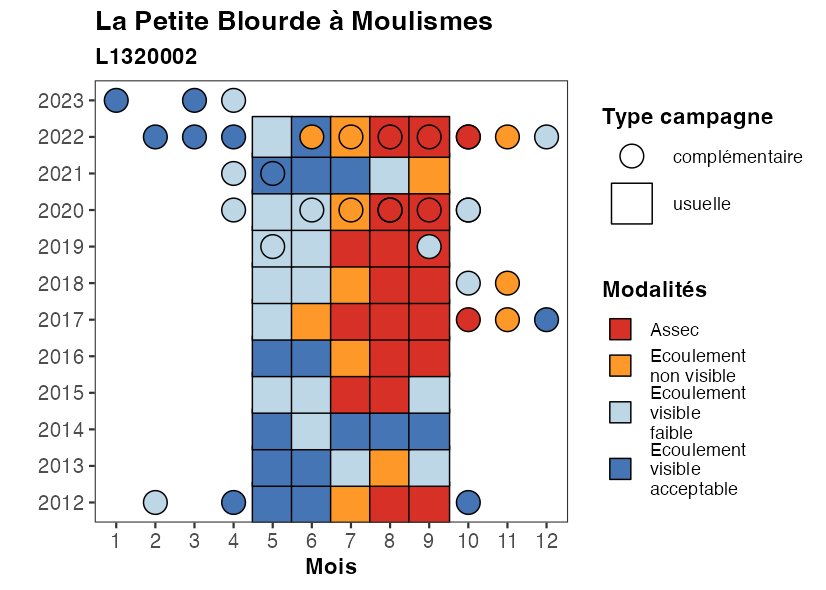 La Petite Blourde à Moulismes
L1320002
2023
2022
2021
2020
2019
2018
2017
2016
2015
2014
2013
2012
1 2 3 4 5 6 7 8 9 10 11 12
Mois
Type campagne
complémentaire
usuelle
Modalités
Assec
Ecoulement
non visible
Ecoulement
visible
faible
Ecoulement
visible
acceptable